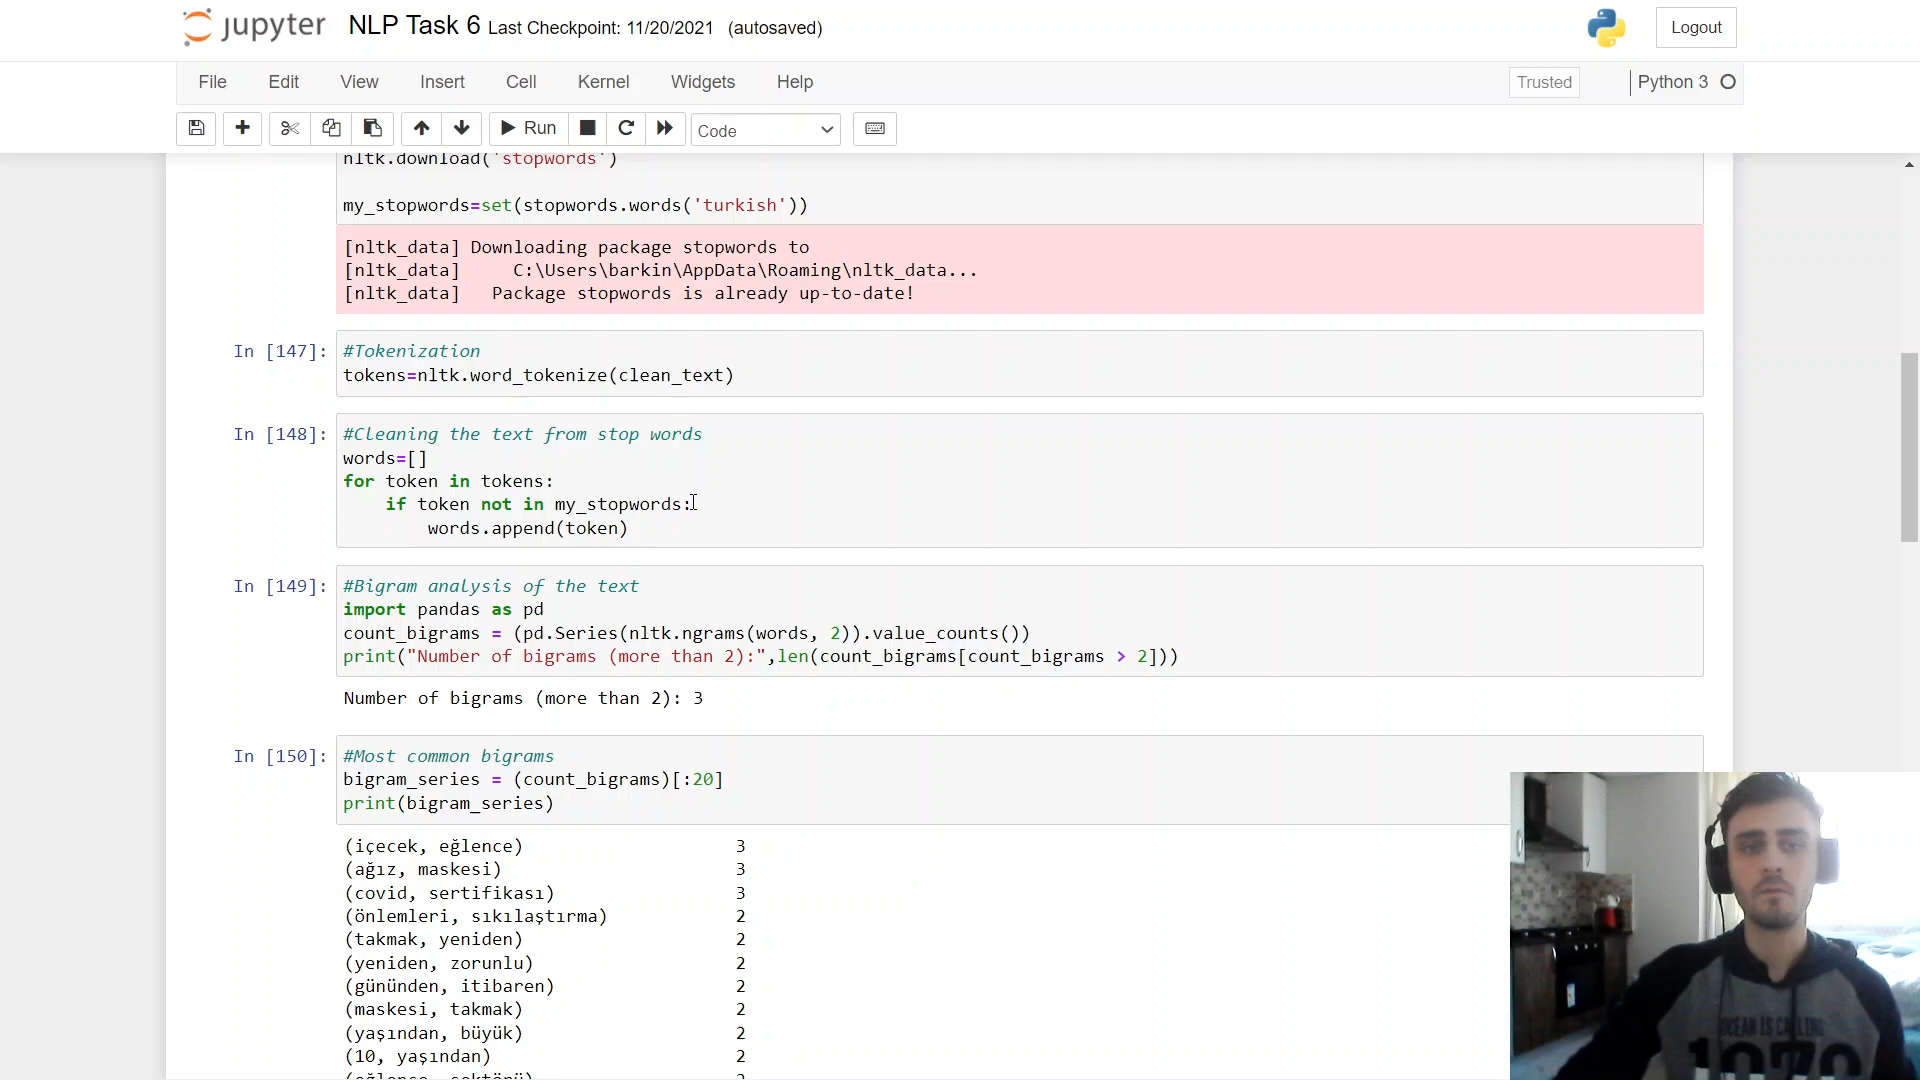 jupyter NLP Task 6 Last Checkpoint: 11/20/2021 (autosaved)
Logout
File Edit View Insert Cell Kernel Widgets Help
Trusted Python 3
Run Code
nltk.download('stopwords')
my_stopwords=set(stopwords.words('turkish'))
[nltk_data] Downloading package stopwords to
[nltk_data]     C:\Users\barkin\AppData\Roaming\nltk_data...
[nltk_data]   Package stopwords is already up-to-date!
In [147]: #Tokenization
tokens=nltk.word_tokenize(clean_text)
In [148]: #Cleaning the text from stop words
words=[]
for token in tokens:
    if token not in my_stopwords:
        words.append(token)
In [149]: #Bigram analysis of the text
import pandas as pd
count_bigrams = (pd.Series(nltk.ngrams(words, 2)).value_counts())
print("Number of bigrams (more than 2):",len(count_bigrams[count_bigrams > 2]))
Number of bigrams (more than 2): 3
In [150]: #Most common bigrams
bigram_series = (count_bigrams)[:20]
print(bigram_series)
(içecek, eğlence) 3
(ağız, maskesi) 3
(covid, sertifikası) 3
(önlemleri, sıkılaştırma) 2
(takmak, yeniden) 2
(yeniden, zorunlu) 2
(gününden, itibaren) 2
(maskesi, takmak) 2
(yaşından, büyük) 2
(10, yaşından) 2